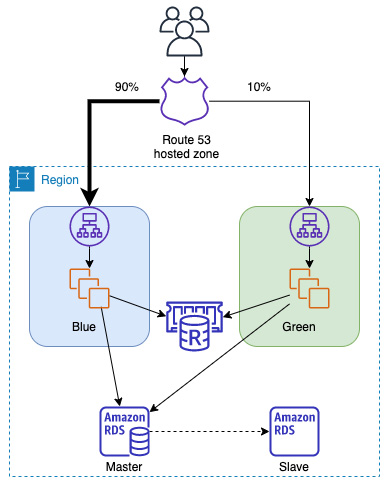 90%
10%
Route 53
hosted zone
Region
Blue
R
Green
Amazon
RDS
Amazon
RDS
Master
Slave